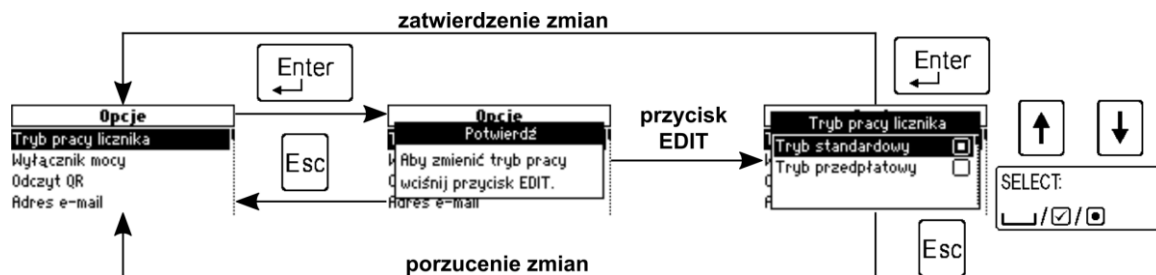 zatwierdzenie zmian
Enter
Opcje
Tryb pracy licznika
Wyłącznik mocy
Odczyt QR
Adres e-mail
Esc
Opcje
Potwierdź
Aby zmienić tryb pracy
wciśnij przycisk EDIT.
Adres e-mail
przycisk
EDIT
Enter
Tryb pracy licznika
Tryb standardowy
Tryb przedpłatowy
SELECT:
Esc
porzucenie zmian